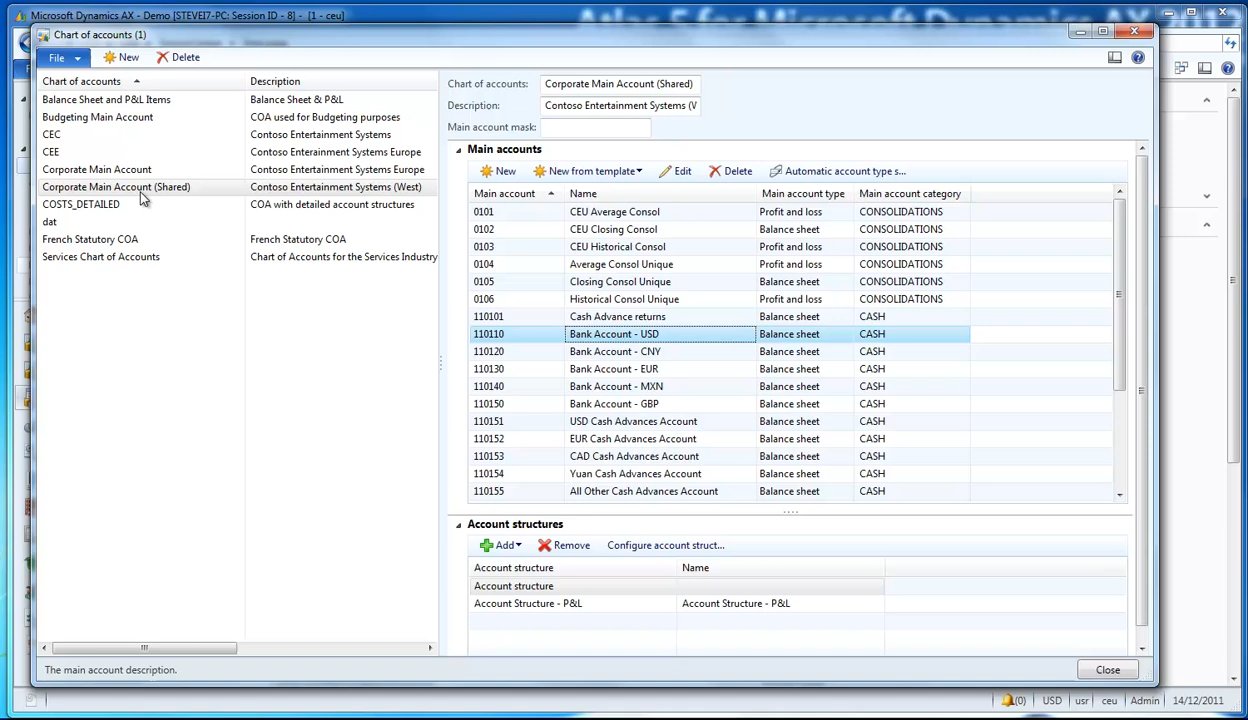 Microsoft Dynamics AX - Demo [STEVEI7-PC: Session ID - 8] - [1 - ceu]
Chart of accounts (1)
File New Delete
Chart of accounts Description
Balance Sheet and P&L Items Balance Sheet & P&L
Budgeting Main Account COA used for Budgeting purposes
CEC Contoso Entertainment Systems
CEE Contoso Enterainment Systems Europe
Corporate Main Account Contoso Entertainment Systems Europe
Corporate Main Account (Shared) Contoso Entertainment Systems (West)
COSTS_DETAILED COA with detailed account structures
dat
French Statutory COA French Statutory COA
Services Chart of Accounts Chart of Accounts for the Services Industry
The main account description.
Chart of accounts: Corporate Main Account (Shared)
Description: Contoso Entertainment Systems (V
Main account mask:
Main accounts
New New from template Edit Delete Automatic account type s...
Main account Name Main account type Main account category
0101 CEU Average Consol Profit and loss CONSOLIDATIONS
0102 CEU Closing Consol Balance sheet CONSOLIDATIONS
0103 CEU Historical Consol Profit and loss CONSOLIDATIONS
0104 Average Consol Unique Profit and loss CONSOLIDATIONS
0105 Closing Consol Unique Balance sheet CONSOLIDATIONS
0106 Historical Consol Unique Profit and loss CONSOLIDATIONS
110101 Cash Advance returns Balance sheet CASH
110110 Bank Account - USD Balance sheet CASH
110120 Bank Account - CNY Balance sheet CASH
110130 Bank Account - EUR Balance sheet CASH
110140 Bank Account - MXN Balance sheet CASH
110150 Bank Account - GBP Balance sheet CASH
110151 USD Cash Advances Account Balance sheet CASH
110152 EUR Cash Advances Account Balance sheet CASH
110153 CAD Cash Advances Account Balance sheet CASH
110154 Yuan Cash Advances Account Balance sheet CASH
110155 All Other Cash Advances Account Balance sheet CASH
Account structures
Add Remove Configure account struct...
Account structure Name
Account structure
Account Structure - P&L Account Structure - P&L
Close
(0) USD usr ceu Admin 14/12/2011